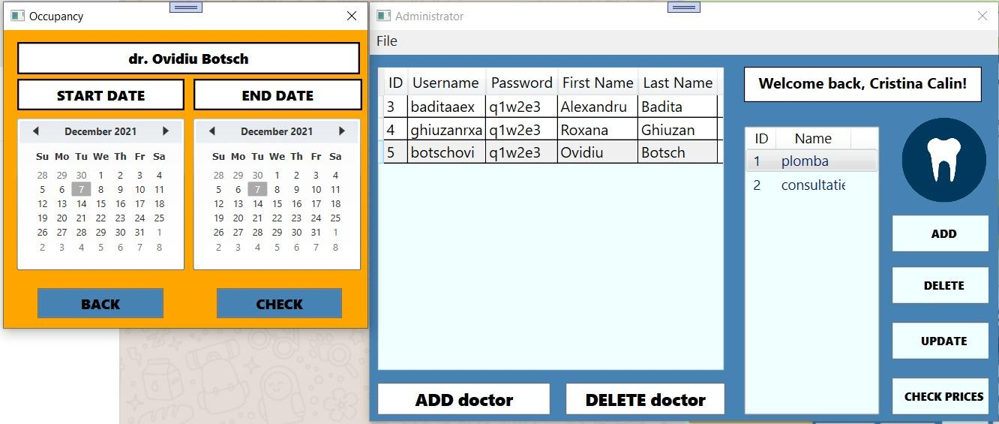 Occupancy
dr. Ovidiu Botsch
START DATE
END DATE
December 2021
Su Mo Tu We Th Fr Sa
28 29 30 1 2 3 4
5 6 7 8 9 10 11
12 13 14 15 16 17 18
19 20 21 22 23 24 25
26 27 28 29 30 31 1
2 3 4 5 6 7 8
December 2021
Su Mo Tu We Th Fr Sa
28 29 30 1 2 3 4
5 6 7 8 9 10 11
12 13 14 15 16 17 18
19 20 21 22 23 24 25
26 27 28 29 30 31 1
2 3 4 5 6 7 8
BACK
CHECK
Administrator
File
ID Username Password First Name Last Name
3 baditaaex q1w2e3 Alexandru Badita
4 ghiuzanrxa q1w2e3 Roxana Ghiuzan
5 botschovi q1w2e3 Ovidiu Botsch
ADD doctor
DELETE doctor
Welcome back, Cristina Calin!
ID Name
1 plomba
2 consultatie
ADD
DELETE
UPDATE
CHECK PRICES